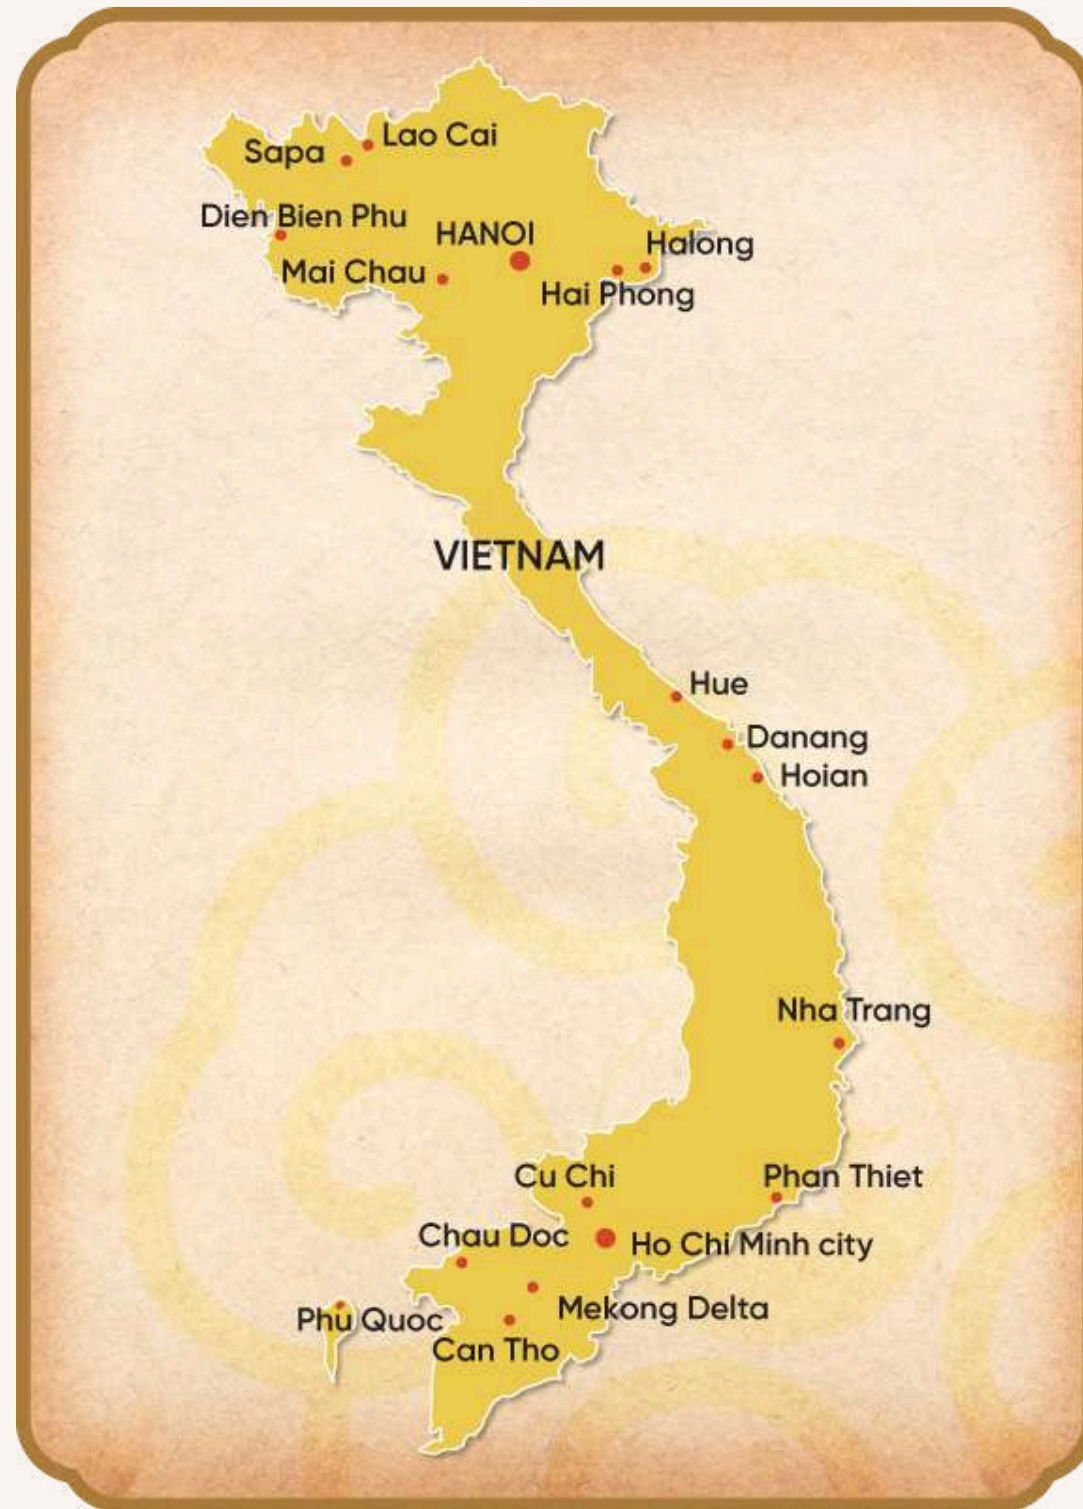 Lao Cai
Sapa
Dien Bien Phu
HANOI
Halong
Mai Chau
Hai Phong
VIETNAM
Hue
Danang
Hoian
Nha Trang
Cu Chi
Phan Thiet
Chau Doc
Ho Chi Minh city
Mekong Delta
Phu Quoc
Can Tho